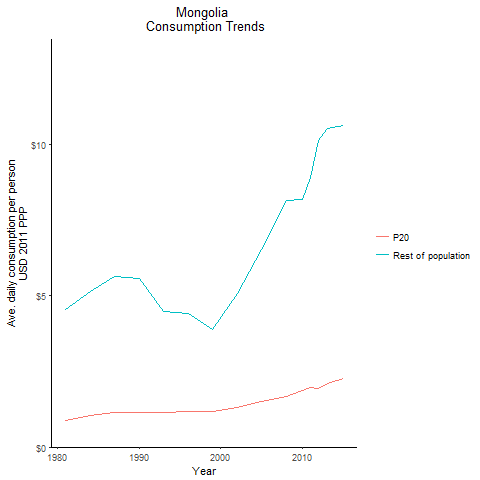 Mongolia
Consumption Trends
Ave. daily consumption per person
USD 2011 PPP
$10
$5
$0
1980
1990
2000
2010
Year
P20
Rest of population